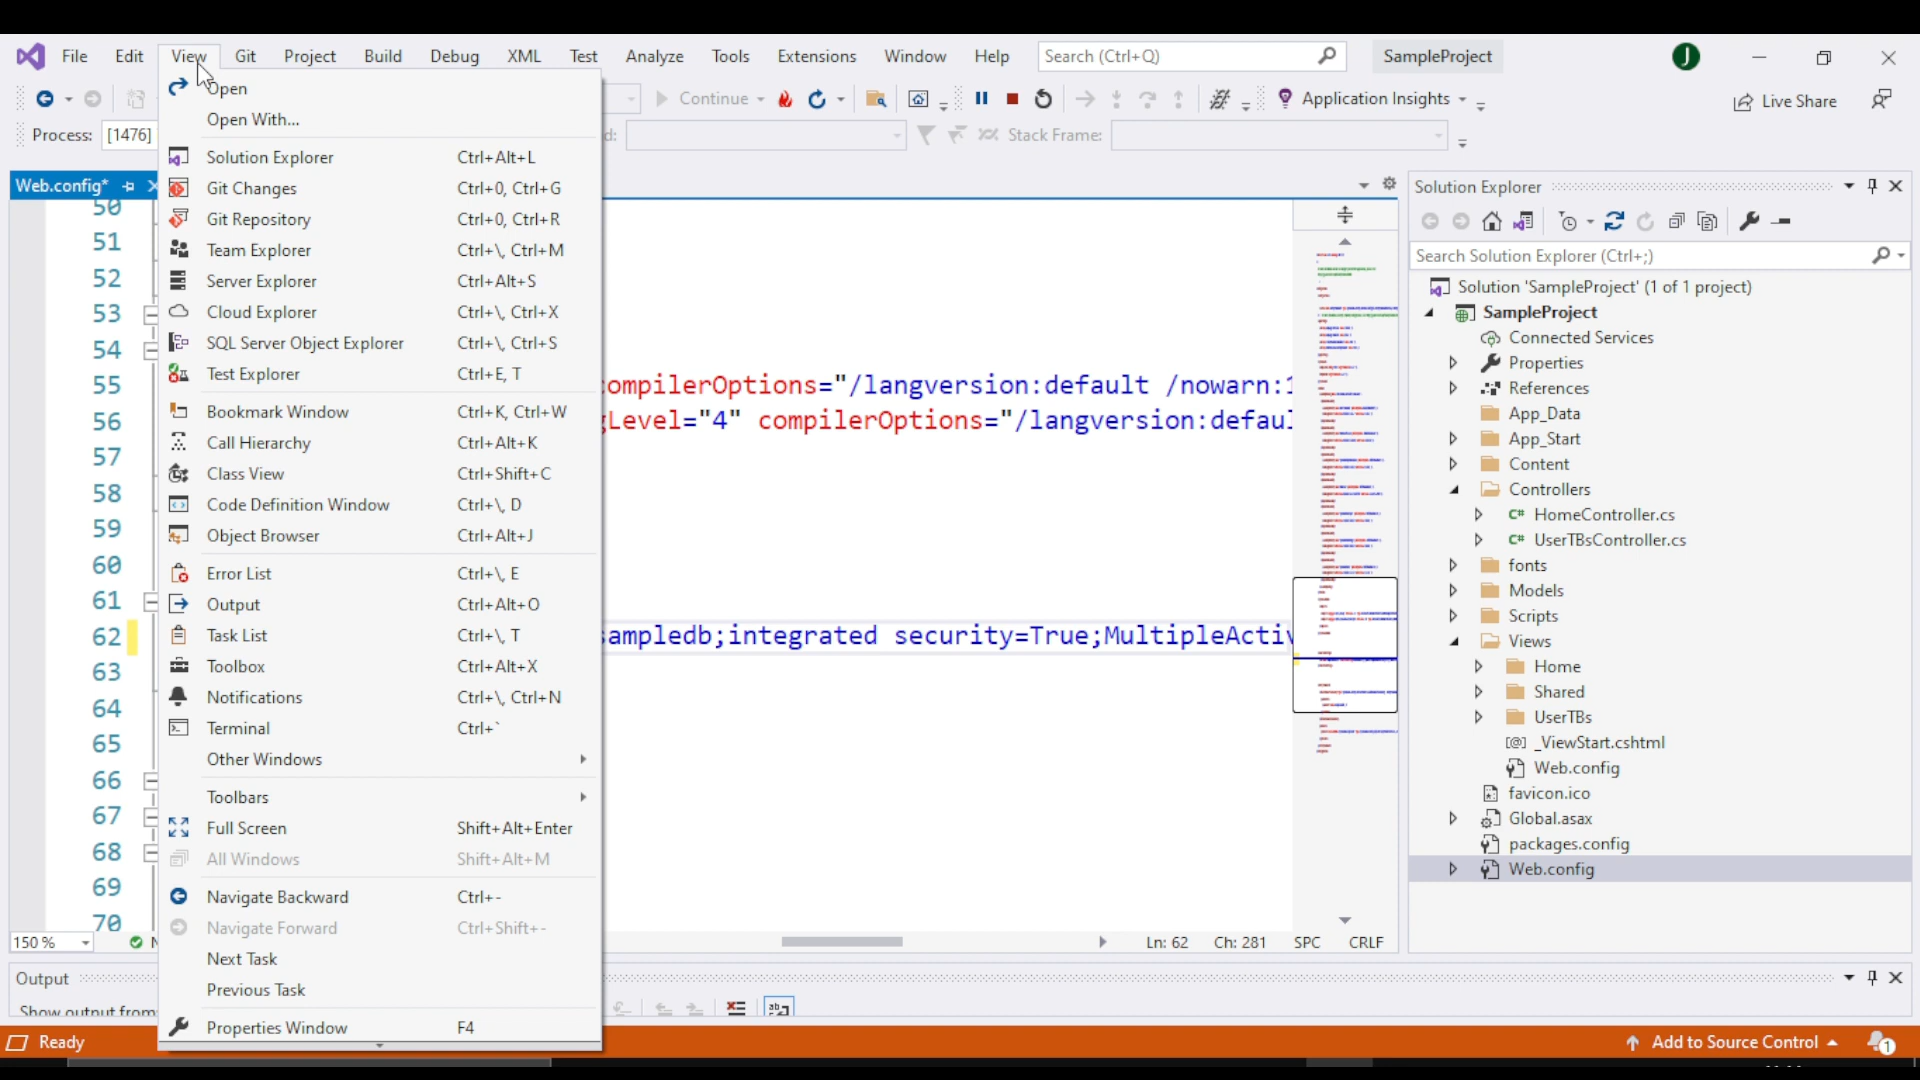 File Edit View Git Project Build Debug XML Test Analyze Tools Extensions Window Help Search (Ctrl+Q) SampleProject J
Continue Application Insights Live Share
Process: [1476] Stack Frame:
Open
Open With...
Solution Explorer Ctrl+Alt+L
Git Changes Ctrl+0, Ctrl+G
Git Repository Ctrl+0, Ctrl+R
Team Explorer Ctrl+\, Ctrl+M
Server Explorer Ctrl+Alt+S
Cloud Explorer Ctrl+\, Ctrl+X
SQL Server Object Explorer Ctrl+\, Ctrl+S
Test Explorer Ctrl+E, T
Bookmark Window Ctrl+K, Ctrl+W
Call Hierarchy Ctrl+Alt+K
Class View Ctrl+Shift+C
Code Definition Window Ctrl+\, D
Object Browser Ctrl+Alt+J
Error List Ctrl+\, E
Output Ctrl+Alt+O
Task List Ctrl+\, T
Toolbox Ctrl+Alt+X
Notifications Ctrl+\, Ctrl+N
Terminal Ctrl+`
Other Windows
Toolbars
Full Screen Shift+Alt+Enter
All Windows Shift+Alt+M
Navigate Backward Ctrl+-
Navigate Forward Ctrl+Shift+-
Next Task
Previous Task
Properties Window F4
Web.config*
50
51
52
53
54
55 ompilerOptions="/langversion:default /nowarn:1
56 gLevel="4" compilerOptions="/langversion:defaul
57
58
59
60
61
62 sampledb;integrated security=True;MultipleActiv
63
64
65
66
67
68
69
70
150 % Ln: 62 Ch: 281 SPC CRLF
Solution Explorer
Search Solution Explorer (Ctrl+;)
Solution 'SampleProject' (1 of 1 project)
SampleProject
Connected Services
Properties
References
App_Data
App_Start
Content
Controllers
C# HomeController.cs
C# UserTBsController.cs
fonts
Models
Scripts
Views
Home
Shared
UserTBs
[@] _ViewStart.cshtml
Web.config
favicon.ico
Global.asax
packages.config
Web.config
Output
Show output from
Ready Add to Source Control 1